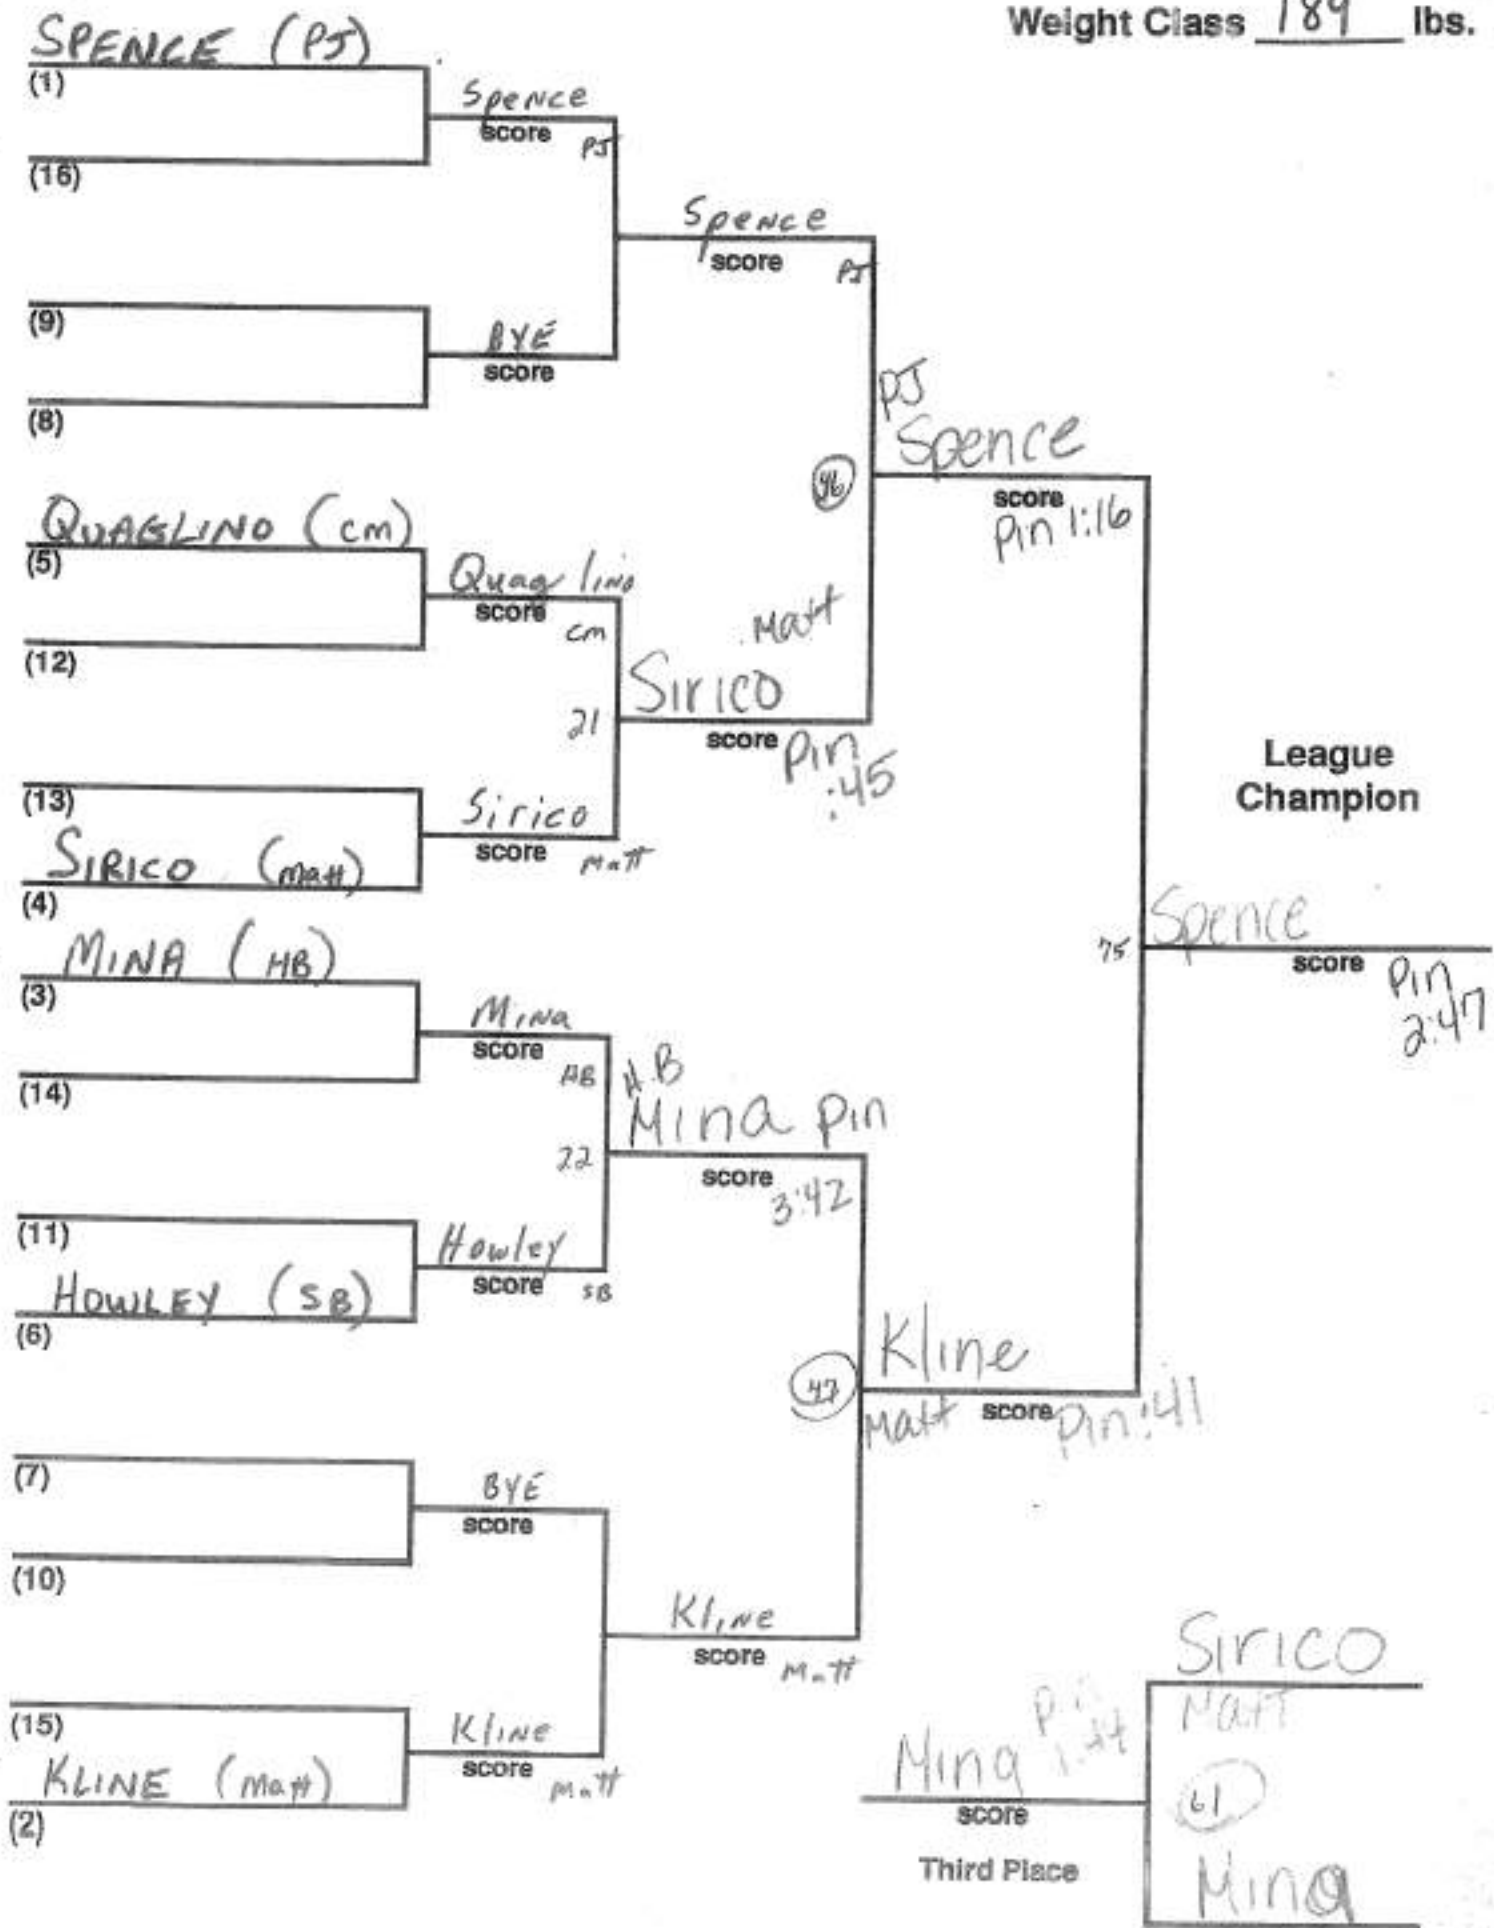 Weight Class 189 lbs.
SPENCE (PJ)
(1)
Spence
score
PJ
(16)
Spence
score
PJ
(9)
BYE
score
(8)
PJ
Spence
score
Pin 1:16
46
QUAGLINO (cm)
(5)
Quaglino
score
cm
(12)
Matt
Sirico
score
Pin
:45
21
(13)
Sirico
score
Matt
SIRICO (Matt)
(4)
League
Champion
Spence
score
Pin
2:47
75
MINA (HB)
(3)
Mina
score
HB
(14)
H.B
Mina Pin
score
3:42
22
(11)
Howley
score
SB
HOWLEY (SB)
(6)
Kline
Matt score Pin :41
47
(7)
BYE
score
(10)
Kline
score
Matt
(15)
Kline
score
Matt
KLINE (Matt)
(2)
Sirico
Matt
Mina Pin
1:44
score
61
Third Place
Mina